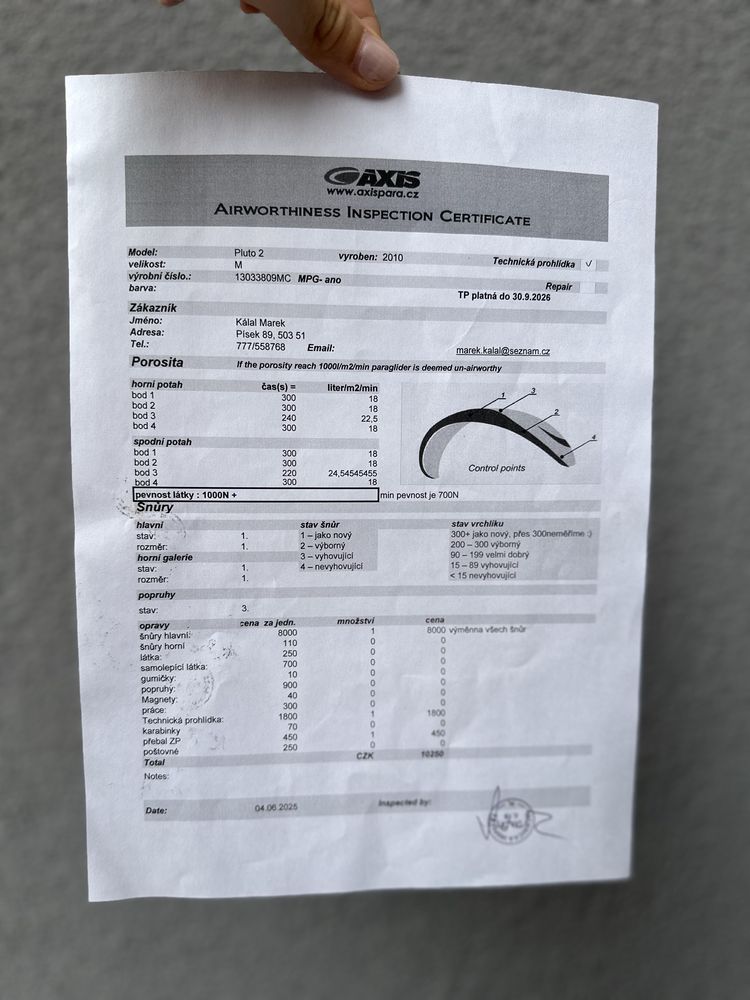 AXIS
www.axispara.cz
AIRWORTHINESS INSPECTION CERTIFICATE
Model: Pluto 2 vyroben: 2010 Technická prohlídka √
velikost: M
výrobní číslo.: 13033809MC MPG- ano Repair
barva: TP platná do 30.9.2026
Zákazník
Jméno: Kálal Marek
Adresa: Písek 89, 503 51
Tel.: 777/558768 Email: marek.kalal@seznam.cz
Porosita If the porosity reach 1000l/m2/min paraglider is deemed un-airworthy
horní potah čas(s) = liter/m2/min
bod 1 300 18
bod 2 300 18
bod 3 240 22,5
bod 4 300 18
spodní potah
bod 1 300 18
bod 2 300 18
bod 3 220 24,54545455
bod 4 300 18
1 3 2 4
Control points
pevnost látky : 1000N + min pevnost je 700N
Šnůry
hlavní stav šnůr stav vrchlíku
stav: 1. 1 – jako nový 300+ jako nový, přes 300neměříme :)
rozměr: 1. 2 – výborný 200 – 300 výborný
horní galerie 3 – vyhovující 90 – 199 velmi dobrý
stav: 1. 4 – nevyhovující 15 – 89 vyhovující
rozměr: 1. < 15 nevyhovující
popruhy
stav: 3.
opravy cena za jedn. množství cena
šnůry hlavní: 8000 1 8000 výměnna všech šnůr
šnůry horní 110 0 0
látka: 250 0 0
samolepící látka: 700 0 0
gumičky: 10 0 0
popruhy: 900 0 0
Magnety: 40 0 0
práce: 300 0 0
Technická prohlídka: 1800 1 1800
karabinky 70 0 0
přebal ZP 450 1 450
poštovné 250 0 0
Total CZK 10250
Notes:
Date: 04.06.2025 Inspected by: